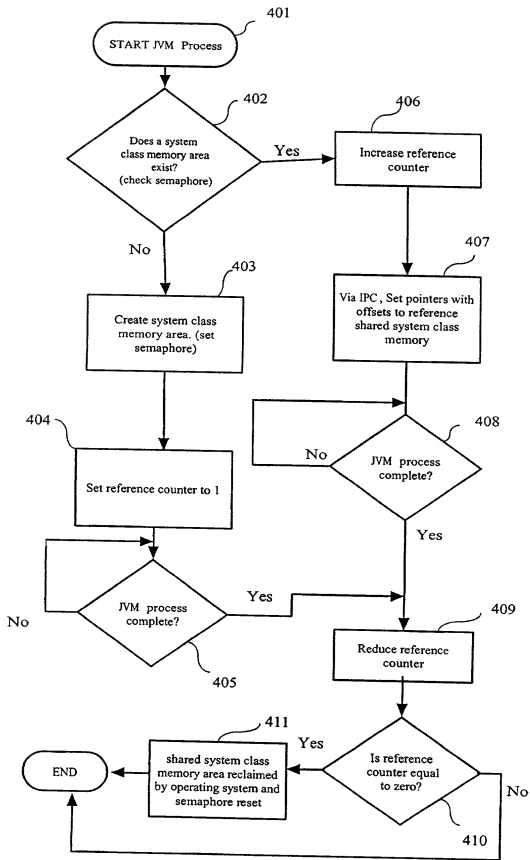 401
START JVM Process
402
Does a system
class memory area
exist?
(check semaphore)
Yes
No
406
Increase reference
counter
407
Via IPC, Set pointers with
offsets to reference
shared system class
memory
403
Create system class
memory area. (set
semaphore)
404
Set reference counter to 1
408
JVM process
complete?
No
Yes
JVM process
complete?
No
Yes
405
409
Reduce reference
counter
Is reference
counter equal
to zero?
Yes
No
410
411
shared system class
memory area reclaimed
by operating system and
semaphore reset
END